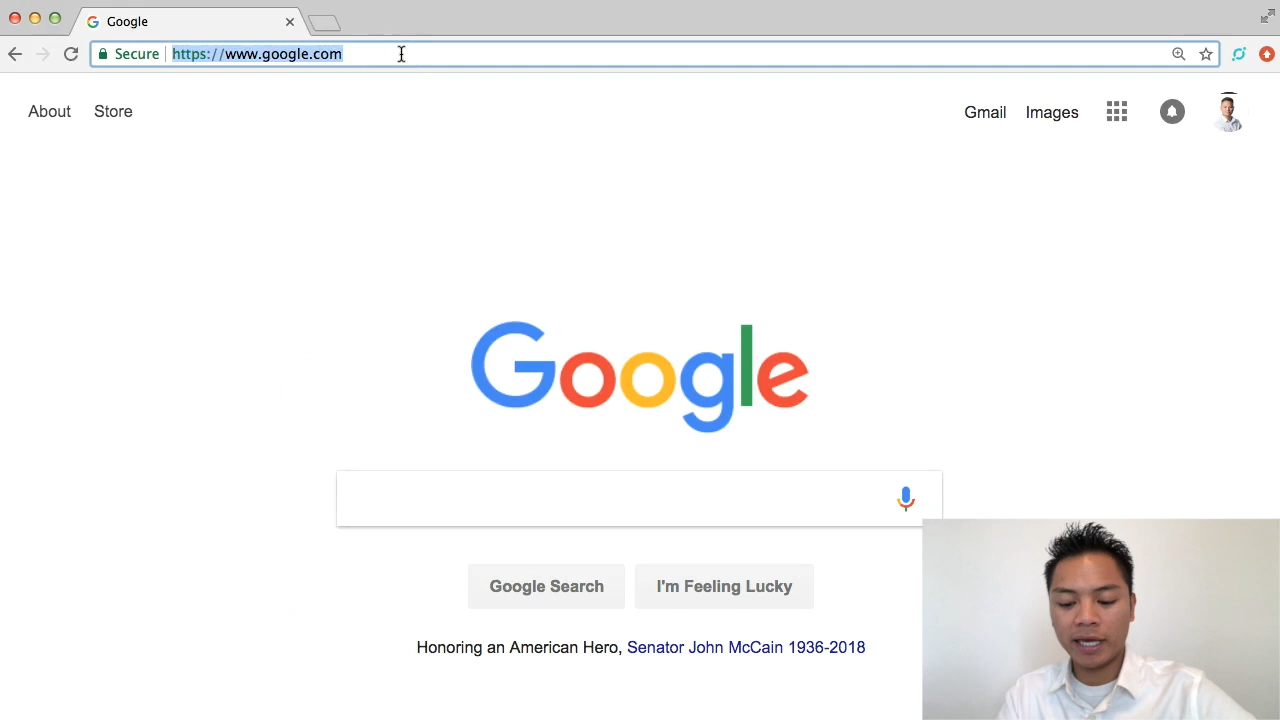 Google
Secure https://www.google.com
About Store
Gmail Images
Google
Google Search I'm Feeling Lucky
Honoring an American Hero, Senator John McCain 1936-2018